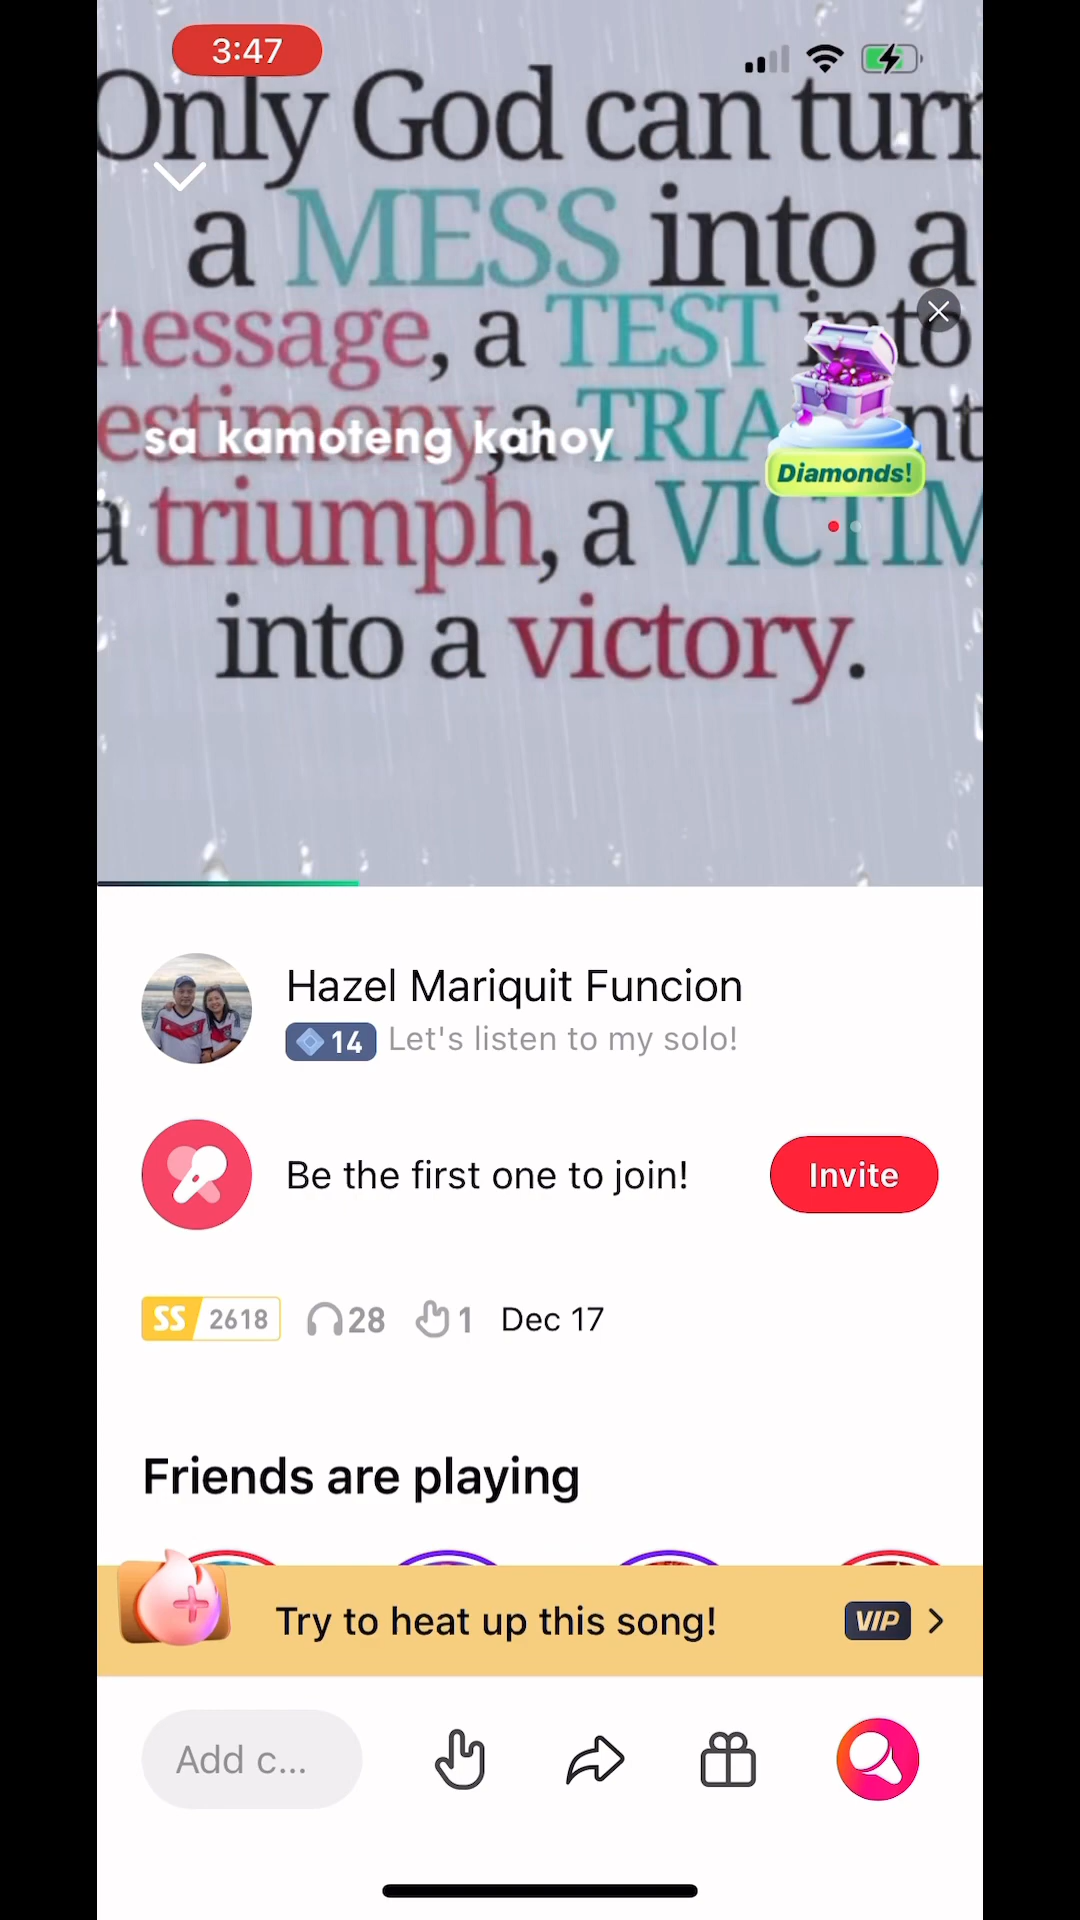 3:47
Only God can turn
a MESS into a
message, a TEST into
testimony, a TRIAL into
Diamonds!
sa kamoteng kahoy
a triumph, a VICTIM
into a victory.
Hazel Mariquit Funcion
14 Let's listen to my solo!
Be the first one to join!
Invite
SS 2618 28 1 Dec 17
Friends are playing
Try to heat up this song!
VIP
Add c...